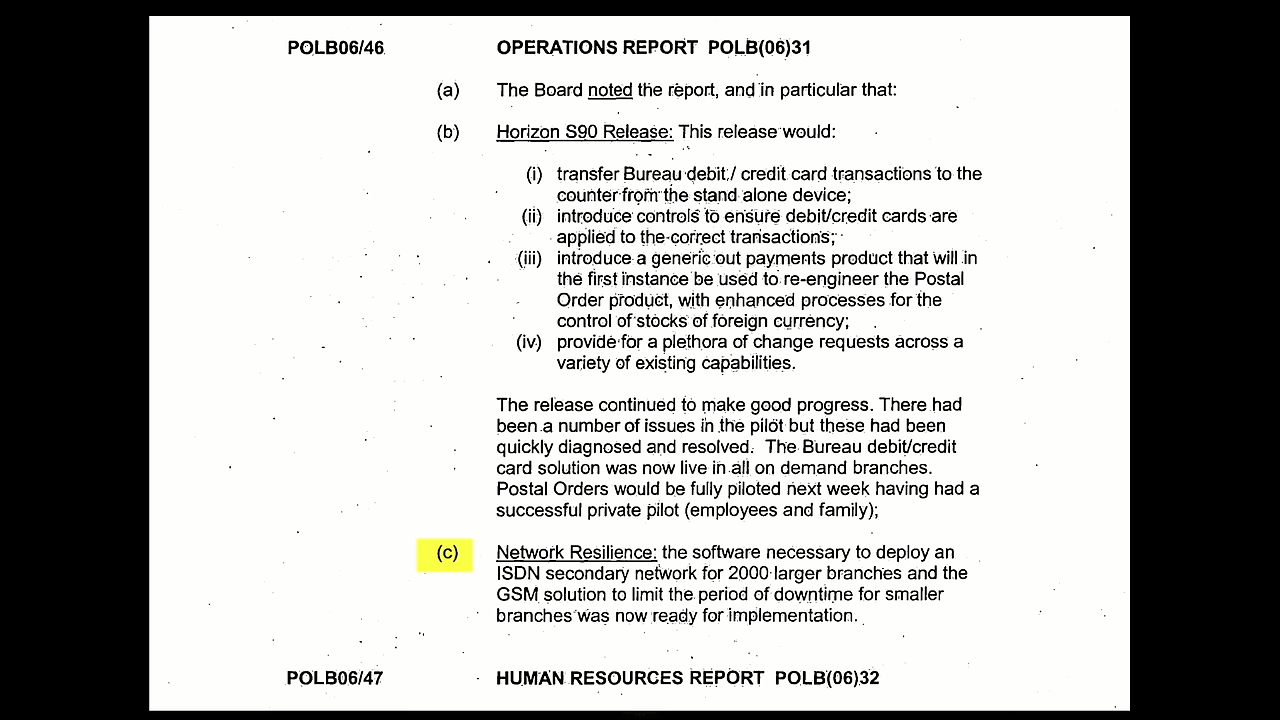 POLB06/46 OPERATIONS REPORT POLB(06)31
(a) The Board noted the report, and in particular that:
(b) Horizon S90 Release: This release would:
(i) transfer Bureau debit / credit card transactions to the
counter from the stand alone device;
(ii) introduce controls to ensure debit/credit cards are
applied to the correct transactions;
(iii) introduce a generic out payments product that will in
the first instance be used to re-engineer the Postal
Order product, with enhanced processes for the
control of stocks of foreign currency;
(iv) provide for a plethora of change requests across a
variety of existing capabilities.
The release continued to make good progress. There had
been a number of issues in the pilot but these had been
quickly diagnosed and resolved. The Bureau debit/credit
card solution was now live in all on demand branches.
Postal Orders would be fully piloted next week having had a
successful private pilot (employees and family);
(c) Network Resilience: the software necessary to deploy an
ISDN secondary network for 2000 larger branches and the
GSM solution to limit the period of downtime for smaller
branches was now ready for implementation.
POLB06/47 HUMAN RESOURCES REPORT POLB(06)32